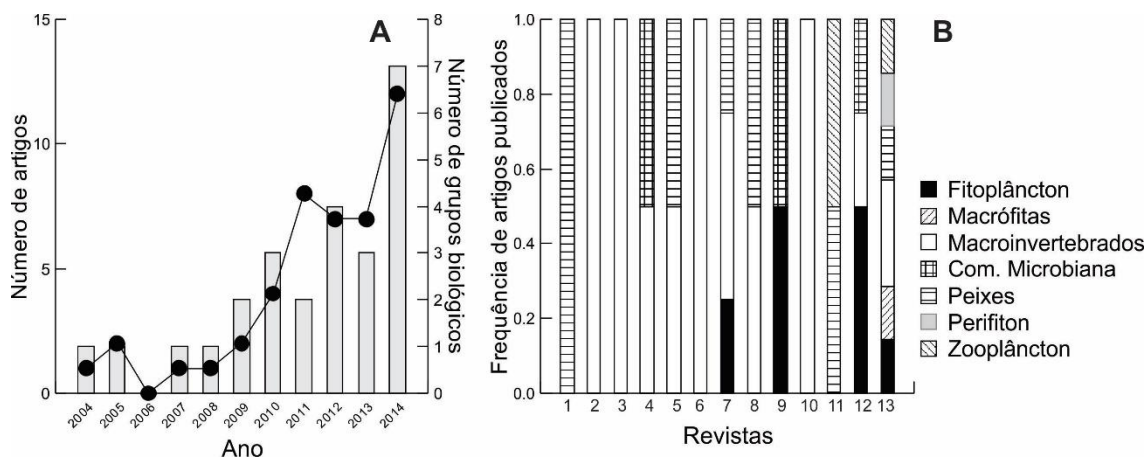 A
15
10
5
0
Número de artigos
8
7
6
5
4
3
2
1
0
Número de grupos biológicos
2004 2005 2006 2007 2008 2009 2010 2011 2012 2013 2014
Ano
B
1.0
0.8
0.6
0.4
0.2
0.0
Frequência de artigos publicados
1 2 3 4 5 6 7 8 9 10 11 12 13
Revistas
Fitoplâncton
Macrófitas
Macroinvertebrados
Com. Microbiana
Peixes
Perifiton
Zooplâncton